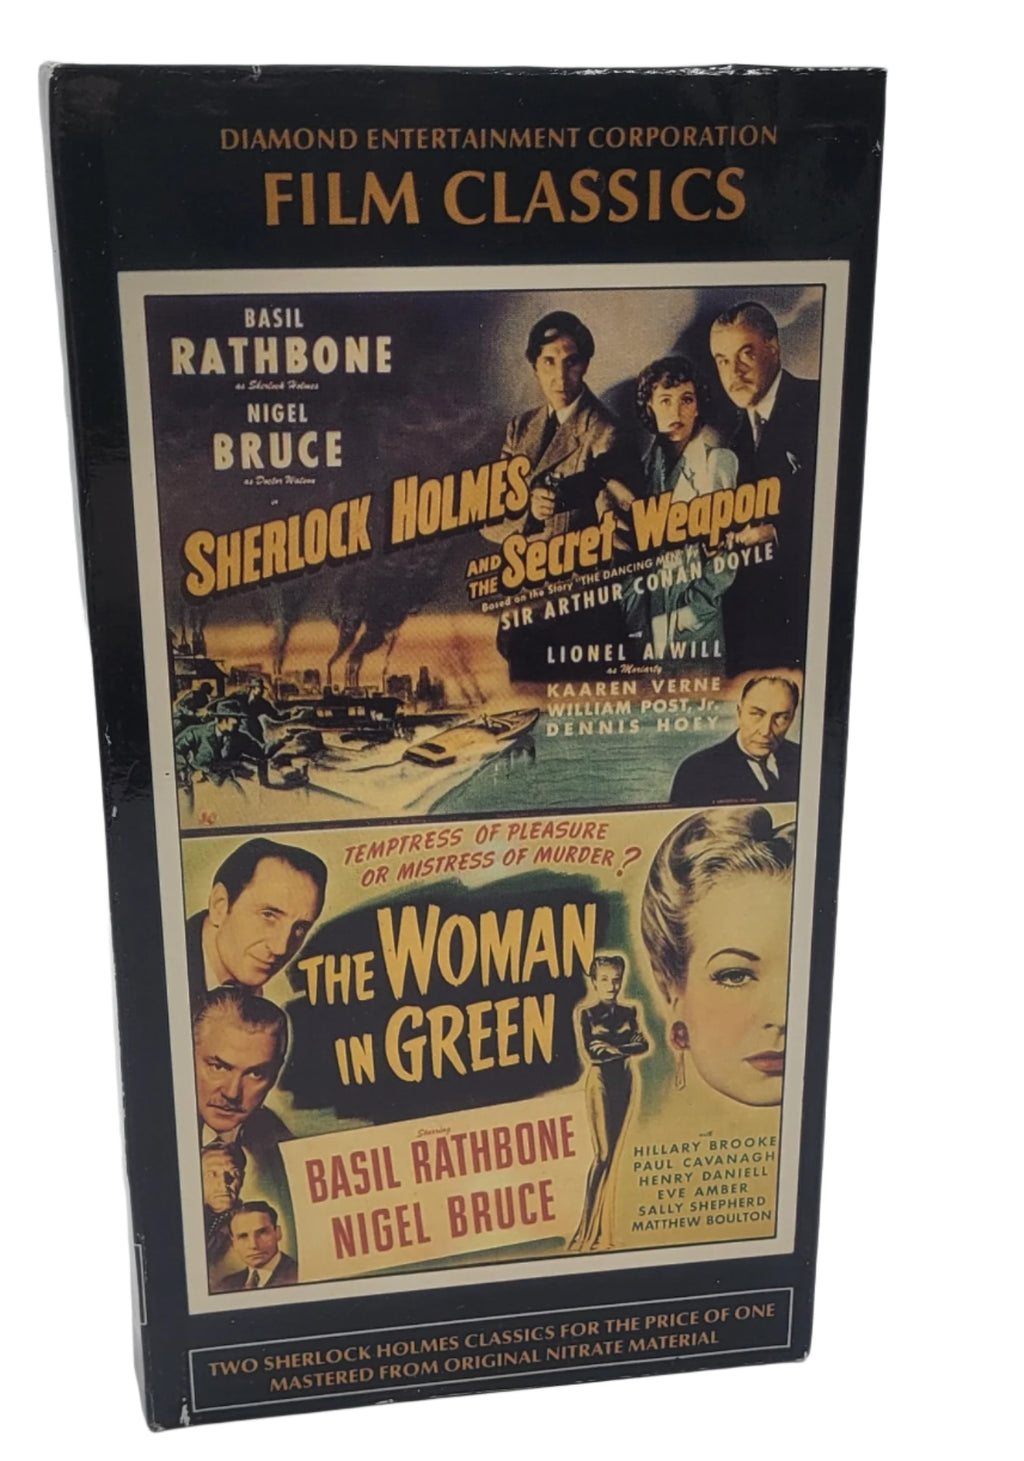 DIAMOND ENTERTAINMENT CORPORATION
FILM CLASSICS
BASIL
RATHBONE
as Sherlock Holmes
NIGEL
BRUCE
as Doctor Watson
in
SHERLOCK HOLMES
AND THE Secret Weapon
Based on the Story "THE DANCING MEN" by
SIR ARTHUR CONAN DOYLE
with
LIONEL ATWILL
as Moriarty
KAAREN VERNE
WILLIAM POST, Jr.
DENNIS HOEY
TEMPTRESS OF PLEASURE
OR MISTRESS OF MURDER?
THE WOMAN
IN GREEN
Starring
BASIL RATHBONE
NIGEL BRUCE
with
HILLARY BROOKE
PAUL CAVANAGH
HENRY DANIELL
EVE AMBER
SALLY SHEPHERD
MATTHEW BOULTON
TWO SHERLOCK HOLMES CLASSICS FOR THE PRICE OF ONE
MASTERED FROM ORIGINAL NITRATE MATERIAL